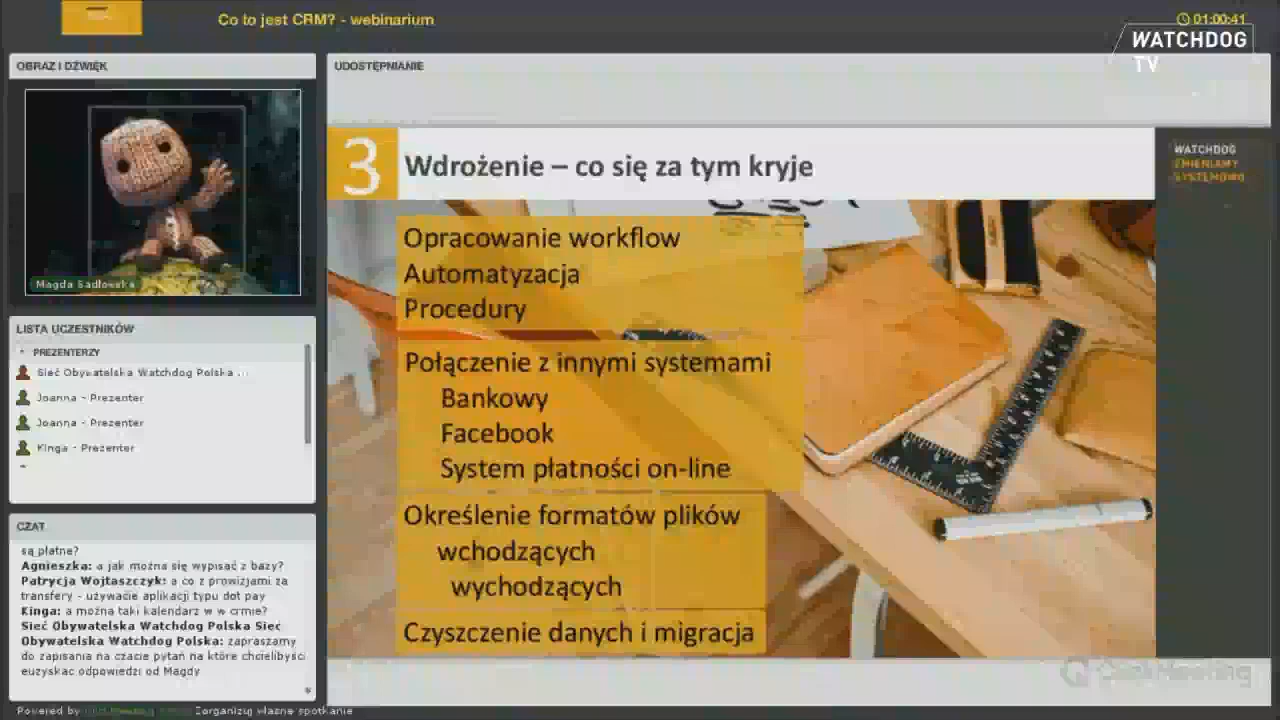 Co to jest CRM? - webinarium
01:00:41
WATCHDOG
TV
OBRAZ I DŹWIĘK
Magda Sadłowska
LISTA UCZESTNIKÓW
PREZENTERZY
Sieć Obywatelska Watchdog Polska ...
Joanna - Prezenter
Joanna - Prezenter
Kinga - Prezenter
CZAT
są płatne?
Agnieszka: a jak można się wypisać z bazy?
Patrycja Wojtaszczyk: a co z prowizjami za
transfery - używacie aplikacji typu dot pay
Kinga: a można taki kalendarz w w crmie?
Sieć Obywatelska Watchdog Polska Sieć
Obywatelska Watchdog Polska: zapraszamy
do zapisania na czacie pytań na które chcielibyści
euzyskac odpowiedzi od Magdy
Powered by
Zorganizuj własne spotkanie
UDOSTĘPNIANIE
3
Wdrożenie – co się za tym kryje
Opracowanie workflow
Automatyzacja
Procedury
Połączenie z innymi systemami
Bankowy
Facebook
System płatności on-line
Określenie formatów plików
wchodzących
wychodzących
Czyszczenie danych i migracja
WATCHDOG
ZMIENIAMY
SYSTEMOWO
ClickMeeting